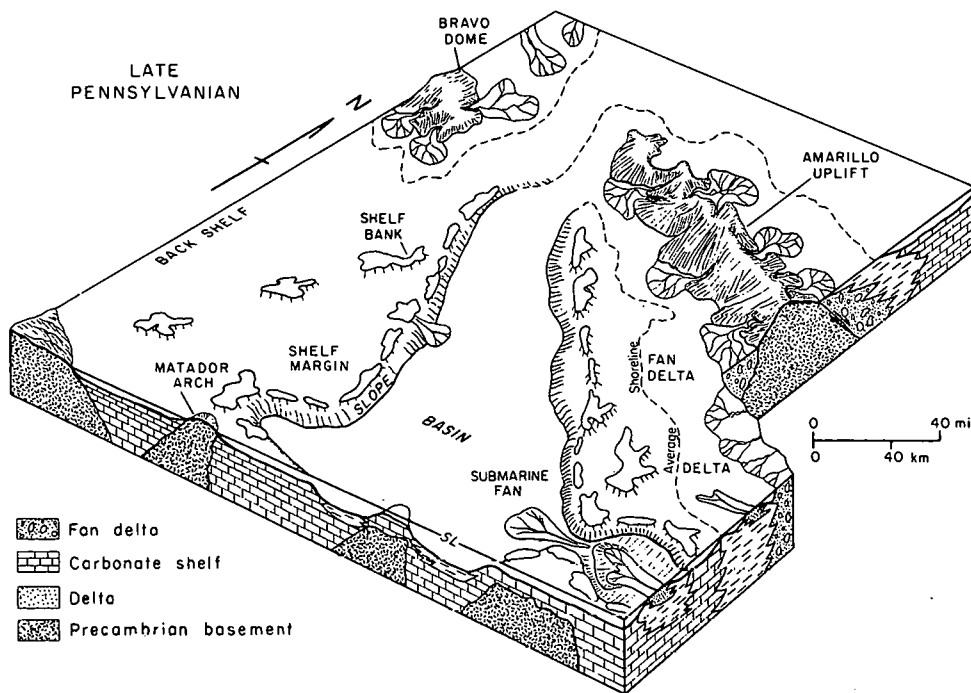 LATE
PENNSYLVANIAN
N
BRAVO
DOME
AMARILLO
UPLIFT
BACK SHELF
SHELF
BANK
SHELF
MARGIN
SLOPE
MATADOR
ARCH
BASIN
Shoreline
FAN
DELTA
Average
DELTA
SUBMARINE
FAN
SL
0 40 mi
0 40 km
Fan delta
Carbonate shelf
Delta
Precambrian basement